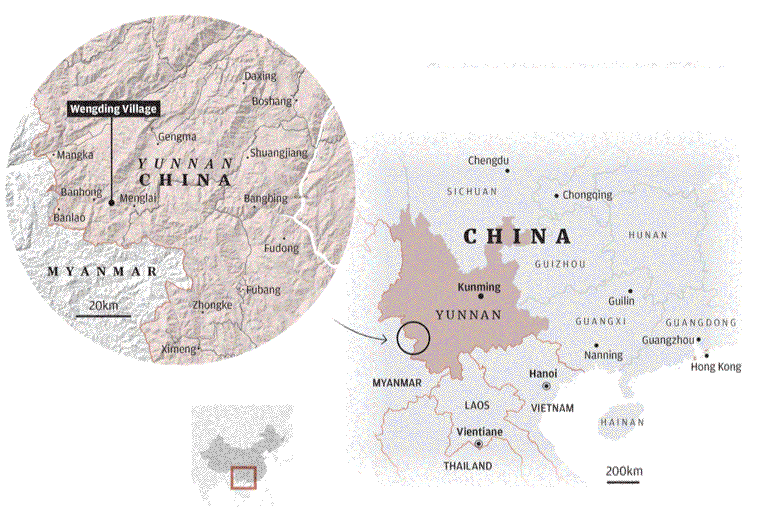 Daxing
Boshang
Wengding Village
Gengma
Mangka
YUNNAN
Shuangjiang
CHINA
Banhong
Menglai
Bangbing
Banlao
Fudong
MYANMAR
Fubang
20km
Zhongke
Ximeng
Chengdu
SICHUAN
Chongqing
CHINA
HUNAN
GUIZHOU
Kunming
Guilin
YUNNAN
GUANGXI
GUANGDONG
Guangzhou
Nanning
Hong Kong
Hanoi
MYANMAR
LAOS
VIETNAM
HAINAN
Vientiane
THAILAND
200km